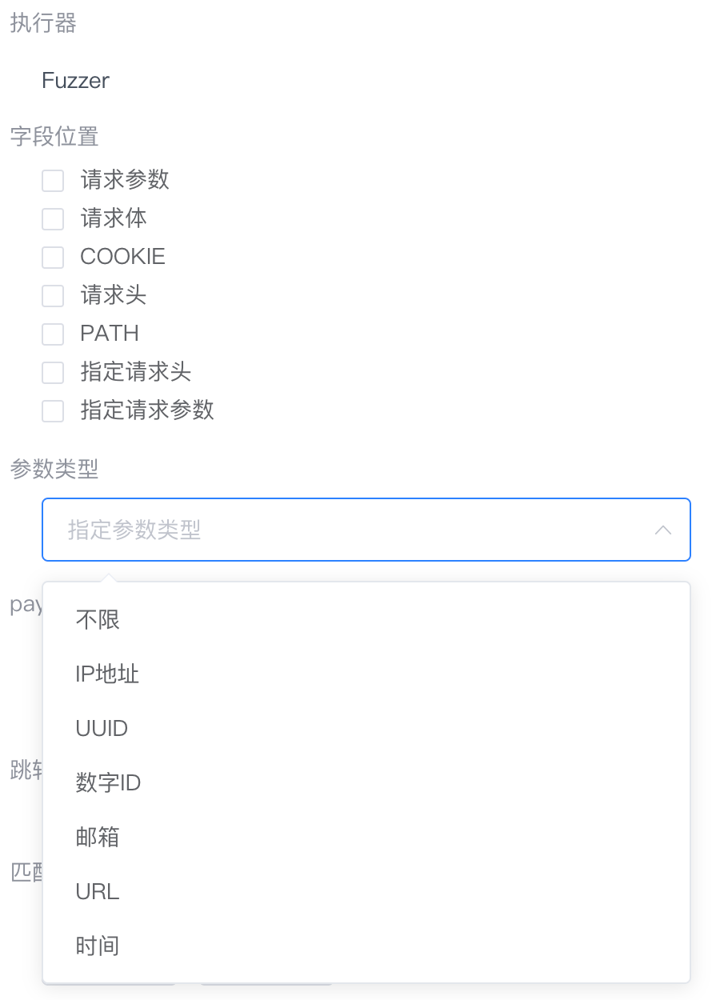 执行器
Fuzzer
字段位置
请求参数
请求体
COOKIE
请求头
PATH
指定请求头
指定请求参数
参数类型
指定参数类型
pay
不限
IP地址
UUID
数字ID
跳
邮箱
匹
URL
时间